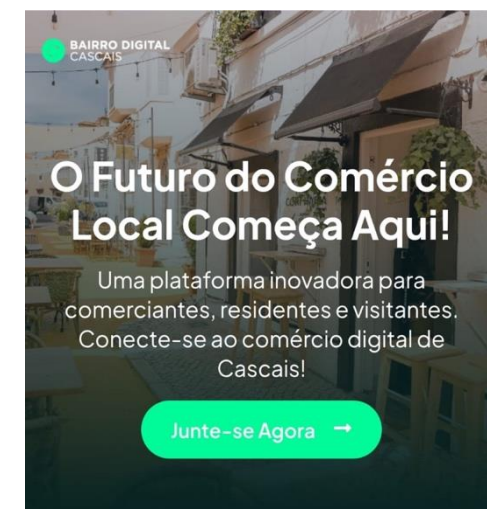 BAIRRO DIGITAL
CASCAIS
O Futuro do Comércio
Local Começa Aqui!
Uma plataforma inovadora para
comerciantes, residentes e visitantes.
Conecte-se ao comércio digital de
Cascais!
Junte-se Agora →